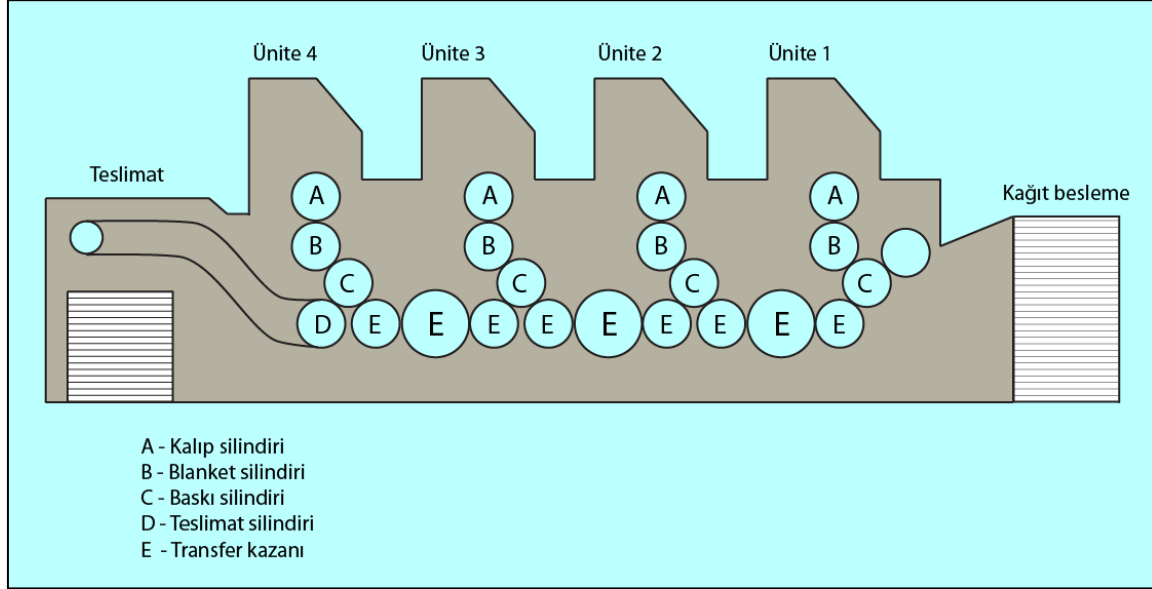 Ünite 4 Ünite 3 Ünite 2 Ünite 1
Teslimat
Kağıt besleme
A A A A
B B B B
C C C C
D E E E E E E E E E E
A - Kalıp silindiri
B - Blanket silindiri
C - Baskı silindiri
D - Teslimat silindiri
E - Transfer kazanı